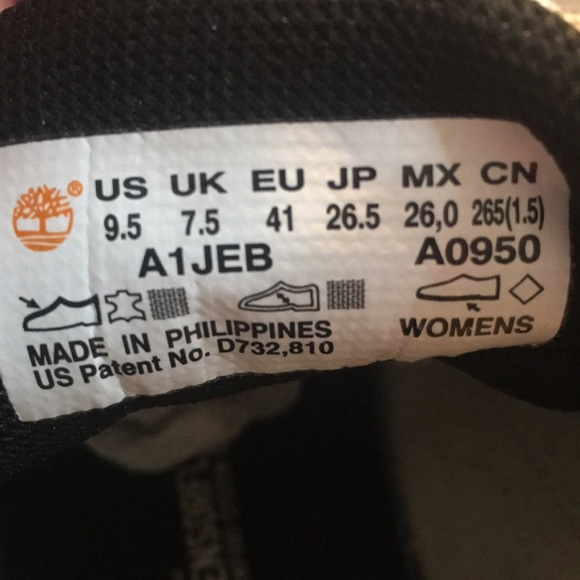 ® US UK EU JP MX CN
9.5 7.5 41 26.5 26,0 265(1.5)
A1JEB A0950
MADE IN PHILIPPINES WOMENS
US Patent No. D732,810